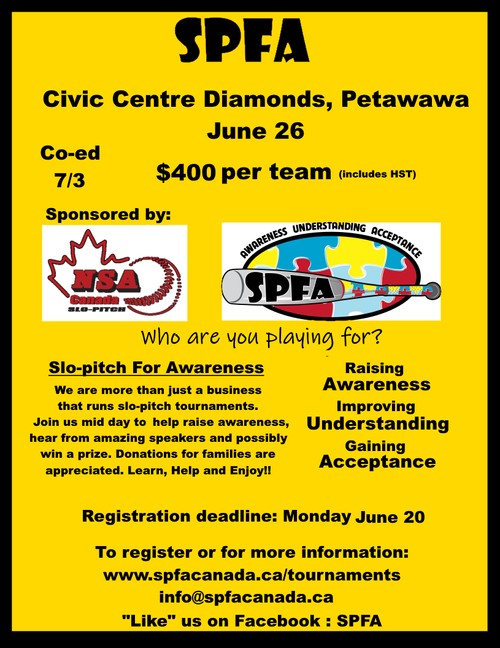 SPFA
Civic Centre Diamonds, Petawawa
June 26
Co-ed
7/3
$400 per team (includes HST)
Sponsored by:
NSA
Canada
SLO-PITCH
AWARENESS UNDERSTANDING ACCEPTANCE
SPFA
Who are you playing for?
Slo-pitch For Awareness
We are more than just a business
that runs slo-pitch tournaments.
Join us mid day to help raise awareness,
hear from amazing speakers and possibly
win a prize. Donations for families are
appreciated. Learn, Help and Enjoy!!
Raising
Awareness
Improving
Understanding
Gaining
Acceptance
Registration deadline: Monday June 20
To register or for more information:
www.spfacanada.ca/tournaments
info@spfacanada.ca
"Like" us on Facebook : SPFA